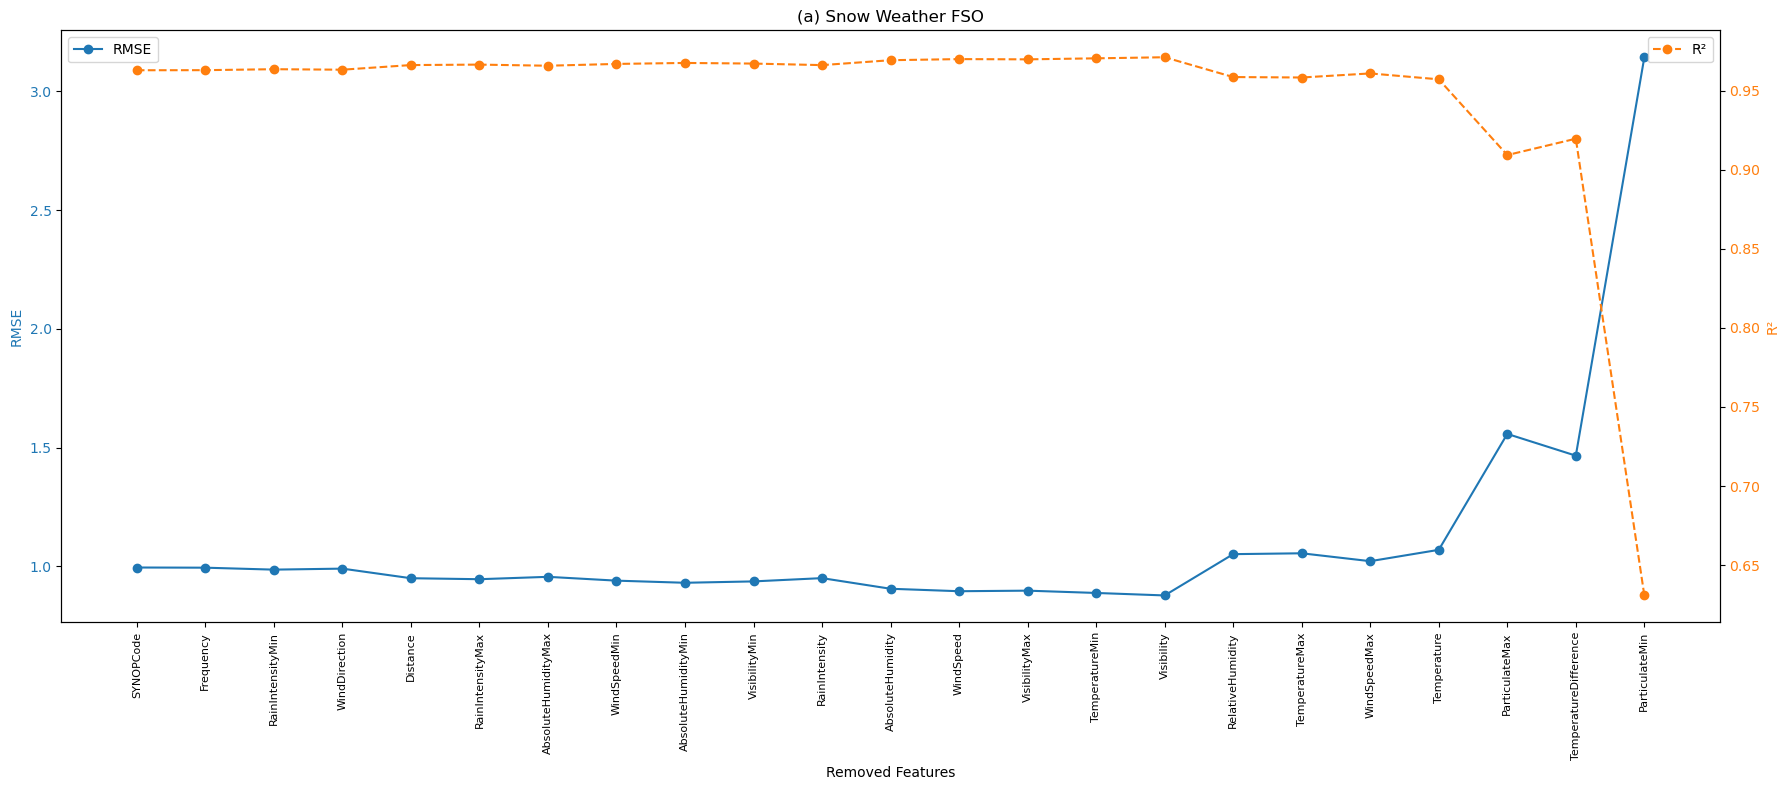 (a) Snow Weather FSO
RMSE
R²
3.0
2.5
2.0
1.5
1.0
RMSE
0.95
0.90
0.85
0.80
0.75
0.70
0.65
R²
SYNOPCode
Frequency
RainIntensityMin
WindDirection
Distance
RainIntensityMax
AbsoluteHumidityMax
WindSpeedMin
AbsoluteHumidityMin
VisibilityMin
RainIntensity
AbsoluteHumidity
WindSpeed
VisibilityMax
TemperatureMin
Visibility
RelativeHumidity
TemperatureMax
WindSpeedMax
Temperature
ParticulateMax
TemperatureDifference
ParticulateMin
Removed Features